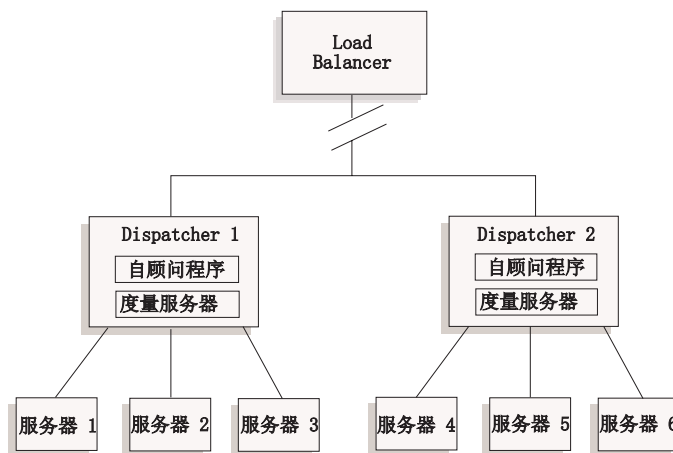 Load
Balancer
Dispatcher 1
自顾问程序
度量服务器
Dispatcher 2
自顾问程序
度量服务器
服务器 1
服务器 2
服务器 3
服务器 4
服务器 5
服务器 6